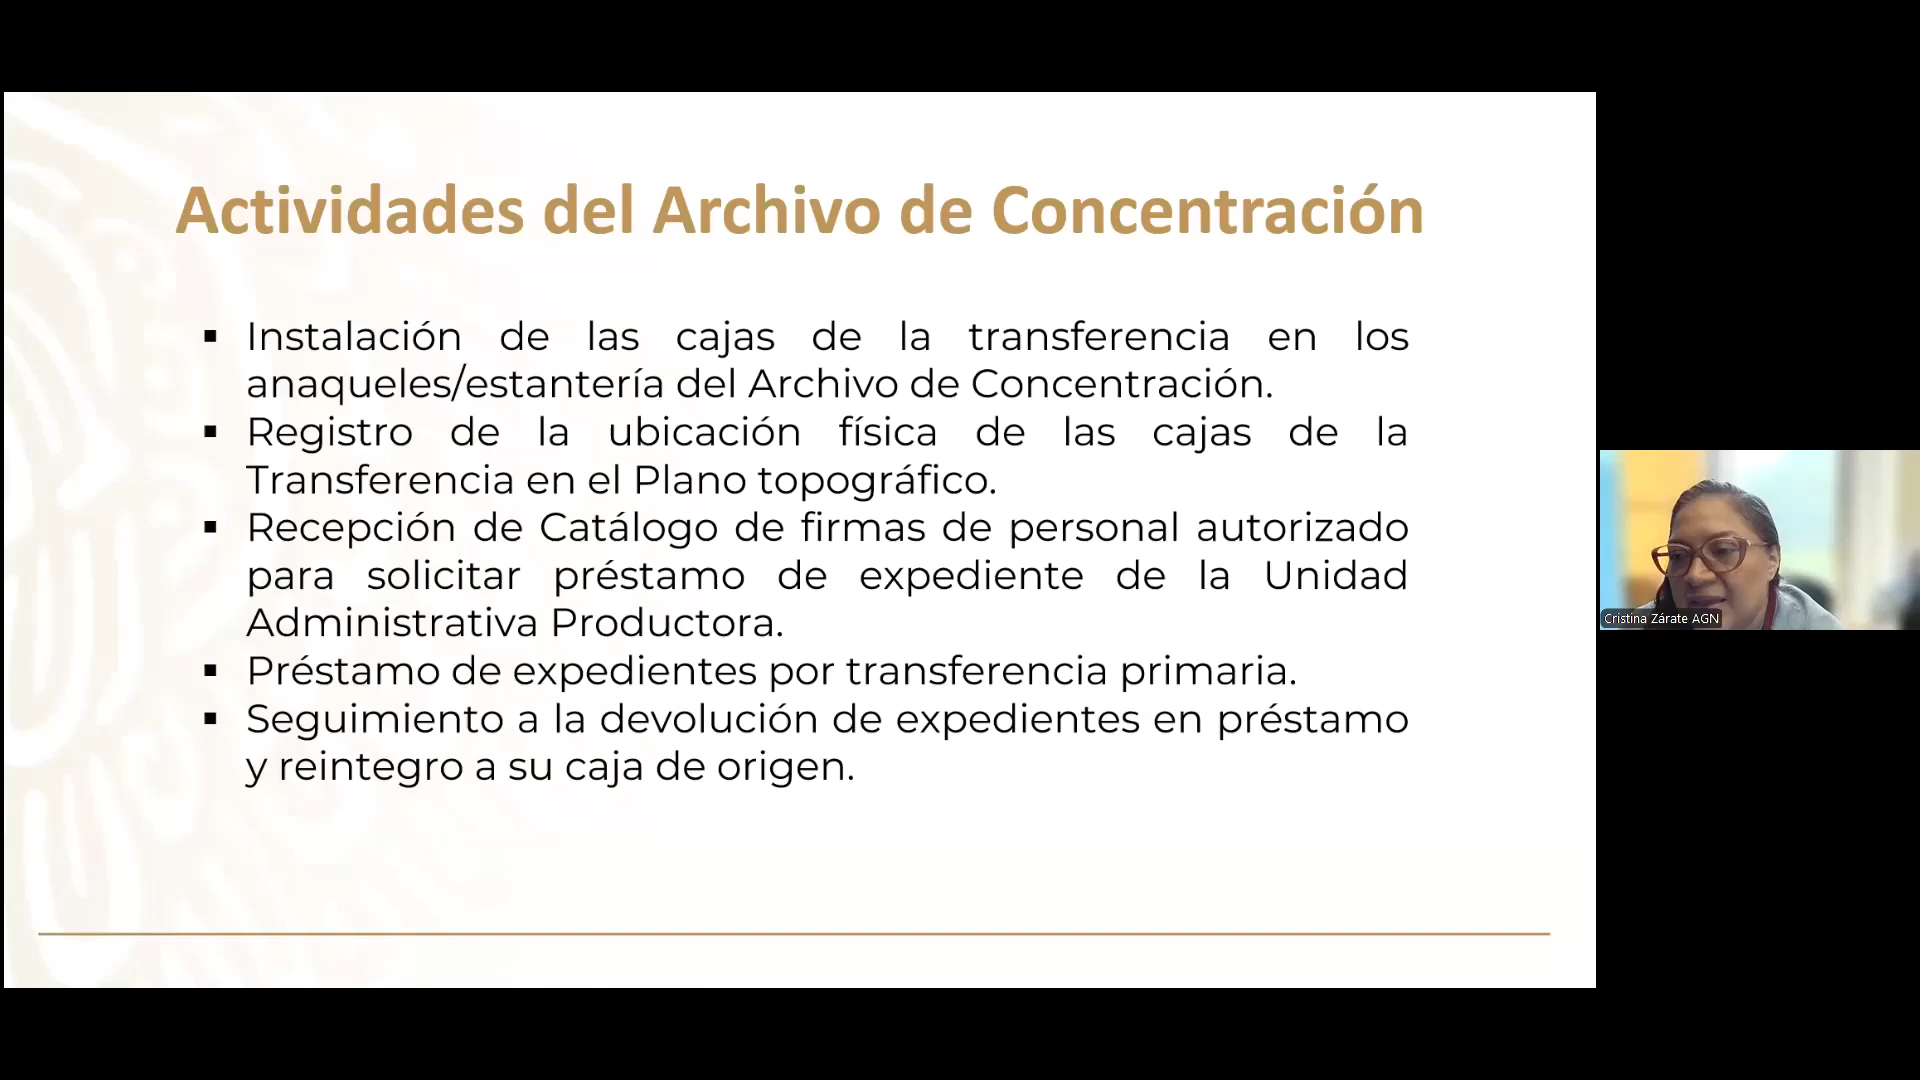 Actividades del Archivo de Concentración
▪ Instalación de las cajas de la transferencia en los
anaqueles/estantería del Archivo de Concentración.
▪ Registro de la ubicación física de las cajas de la
Transferencia en el Plano topográfico.
▪ Recepción de Catálogo de firmas de personal autorizado
para solicitar préstamo de expediente de la Unidad
Administrativa Productora.
▪ Préstamo de expedientes por transferencia primaria.
▪ Seguimiento a la devolución de expedientes en préstamo
y reintegro a su caja de origen.
Cristina Zárate AGN